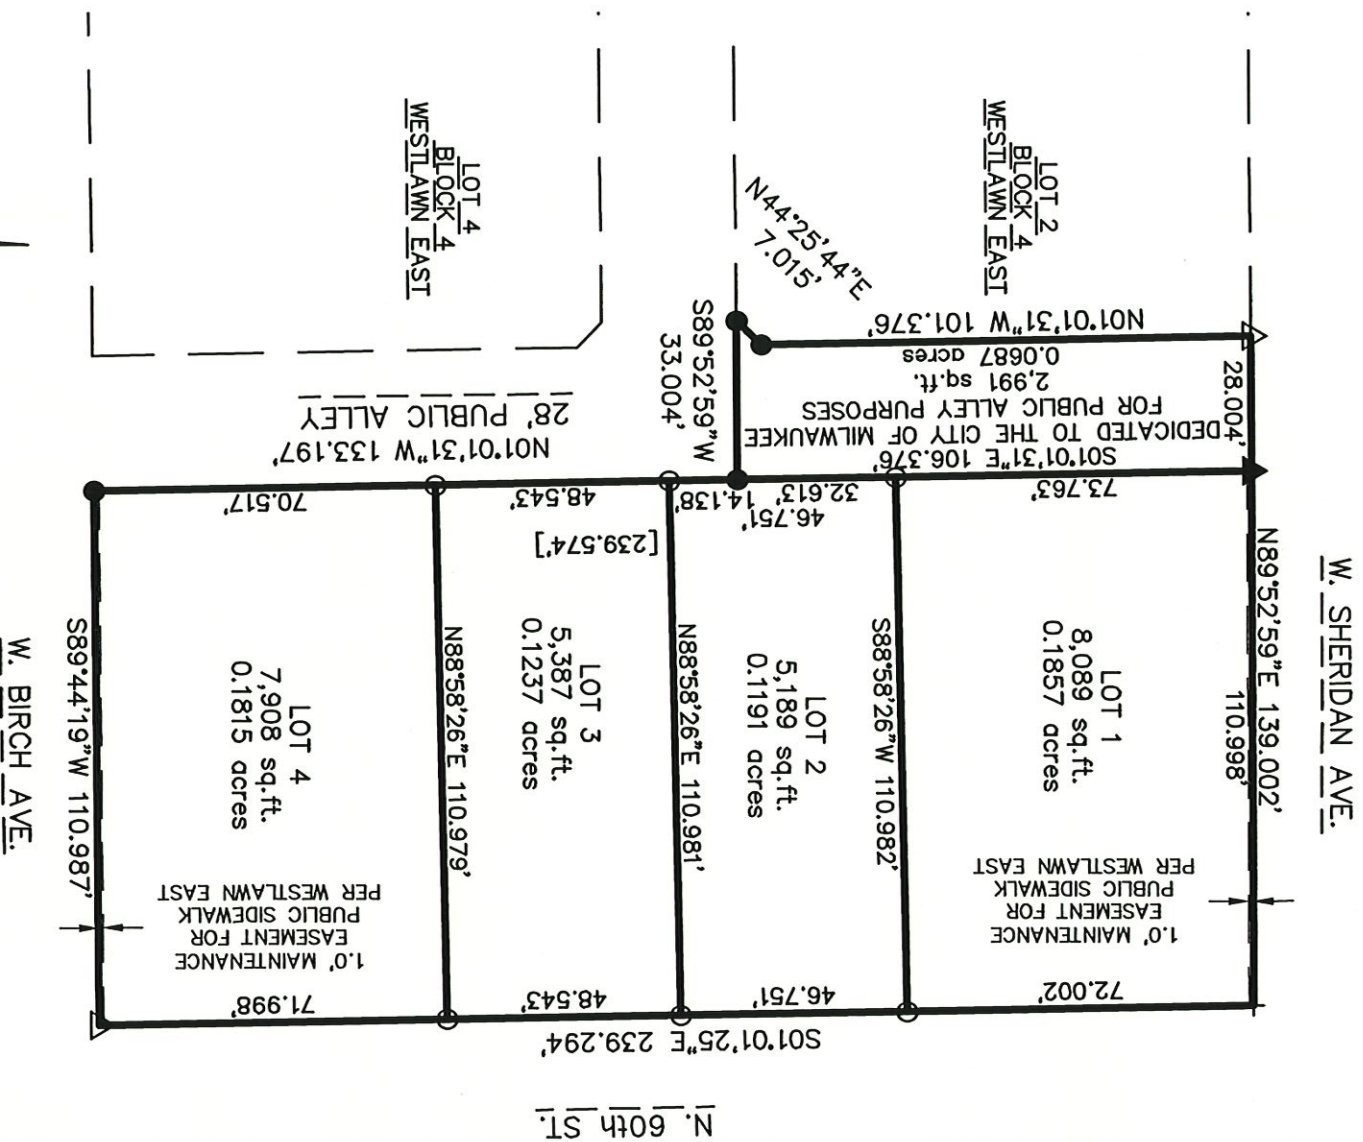 LOT 4
BLOCK 4
WESTLAWN EAST
LOT 2
BLOCK 4
WESTLAWN EAST
N44°25'44"E
7.015'
S89°52'59"W
33.004'
N01°01'31"W 101.376'
0.0687 acres
2,991 sq.ft.
DEDICATED TO THE CITY OF MILWAUKEE
FOR PUBLIC ALLEY PURPOSES
28.004'
28' PUBLIC ALLEY
N01°01'31"W 133.197'
S01°01'31"E 106.376'
70.517'
48.543'
14.138'
32.613'
46.751'
73.763'
[239.574']
N89°52'59"E 139.002'
110.998'
W. SHERIDAN AVE.
LOT 1
8,089 sq.ft.
0.1857 acres
S88°58'26"W 110.982'
LOT 2
5,189 sq.ft.
0.1191 acres
N88°58'26"E 110.981'
LOT 3
5,387 sq.ft.
0.1237 acres
N88°58'26"E 110.979'
LOT 4
7,908 sq.ft.
0.1815 acres
S89°44'19"W 110.987'
W. BIRCH AVE.
1.0' MAINTENANCE
EASEMENT FOR
PUBLIC SIDEWALK
PER WESTLAWN EAST
1.0' MAINTENANCE
EASEMENT FOR
PUBLIC SIDEWALK
PER WESTLAWN EAST
71.998'
48.543'
46.751'
72.002'
S01°01'25"E 239.294'
N. 60th ST.